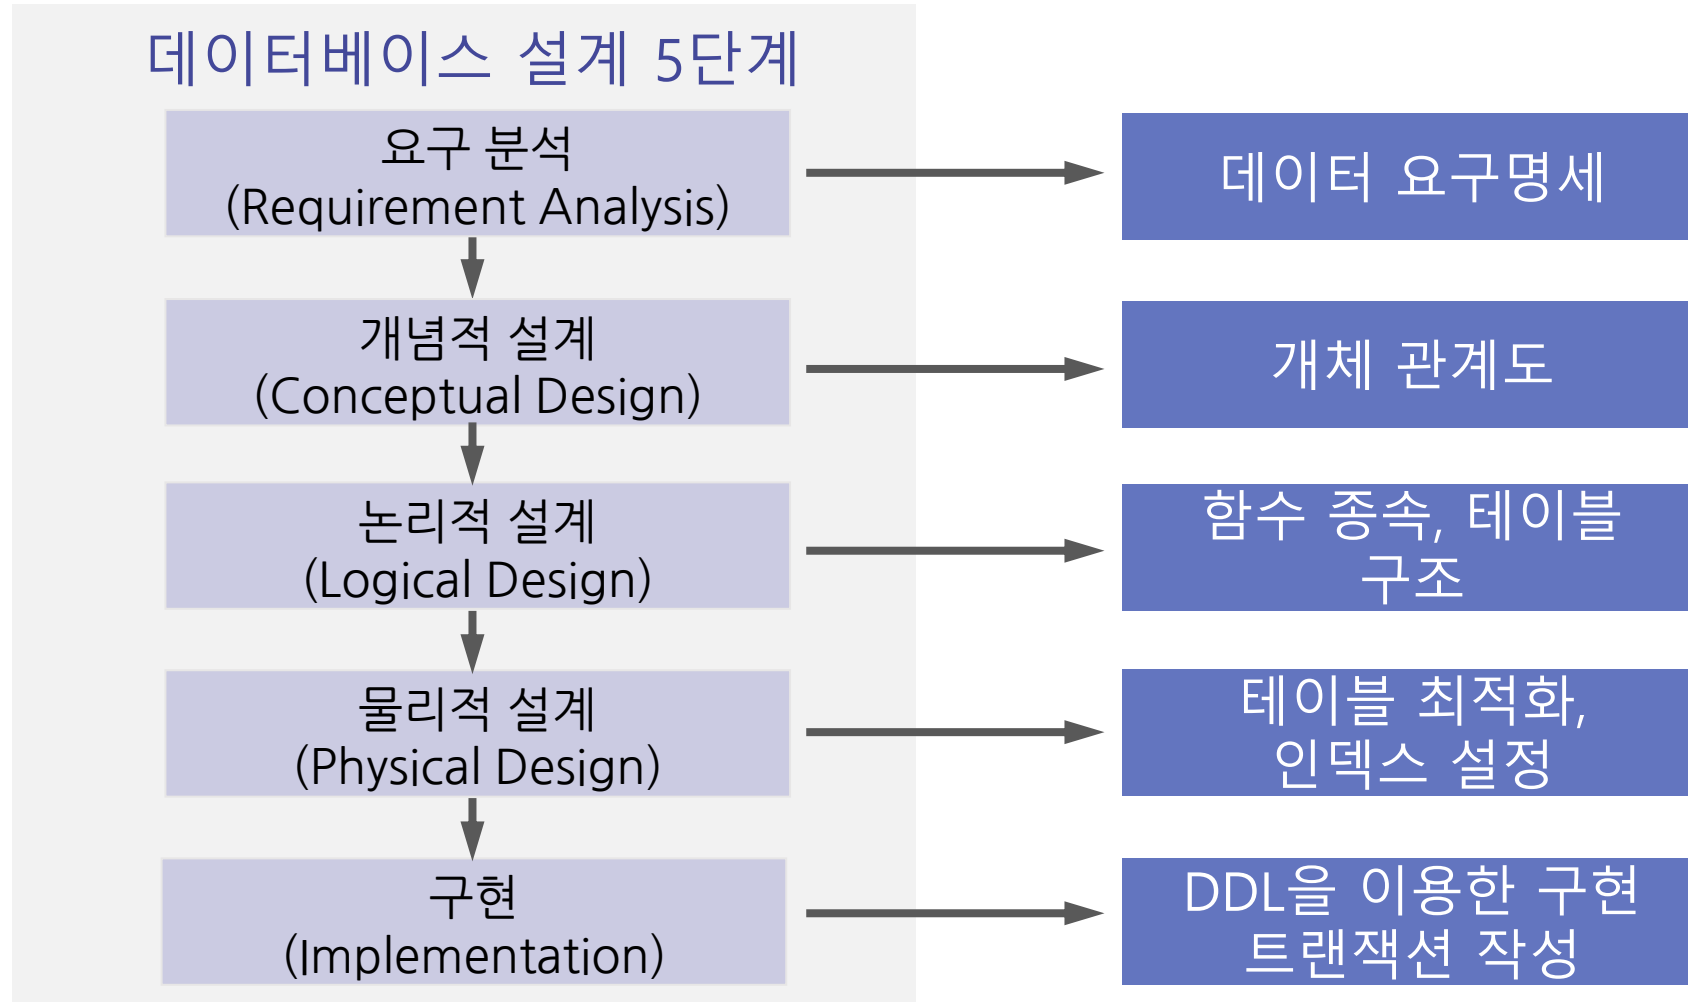 데이터베이스 설계 5단계
요구 분석
(Requirement Analysis)
데이터 요구명세
개념적 설계
(Conceptual Design)
개체 관계도
논리적 설계
(Logical Design)
함수 종속, 테이블
구조
물리적 설계
(Physical Design)
테이블 최적화,
인덱스 설정
구현
(Implementation)
DDL을 이용한 구현
트랜잭션 작성